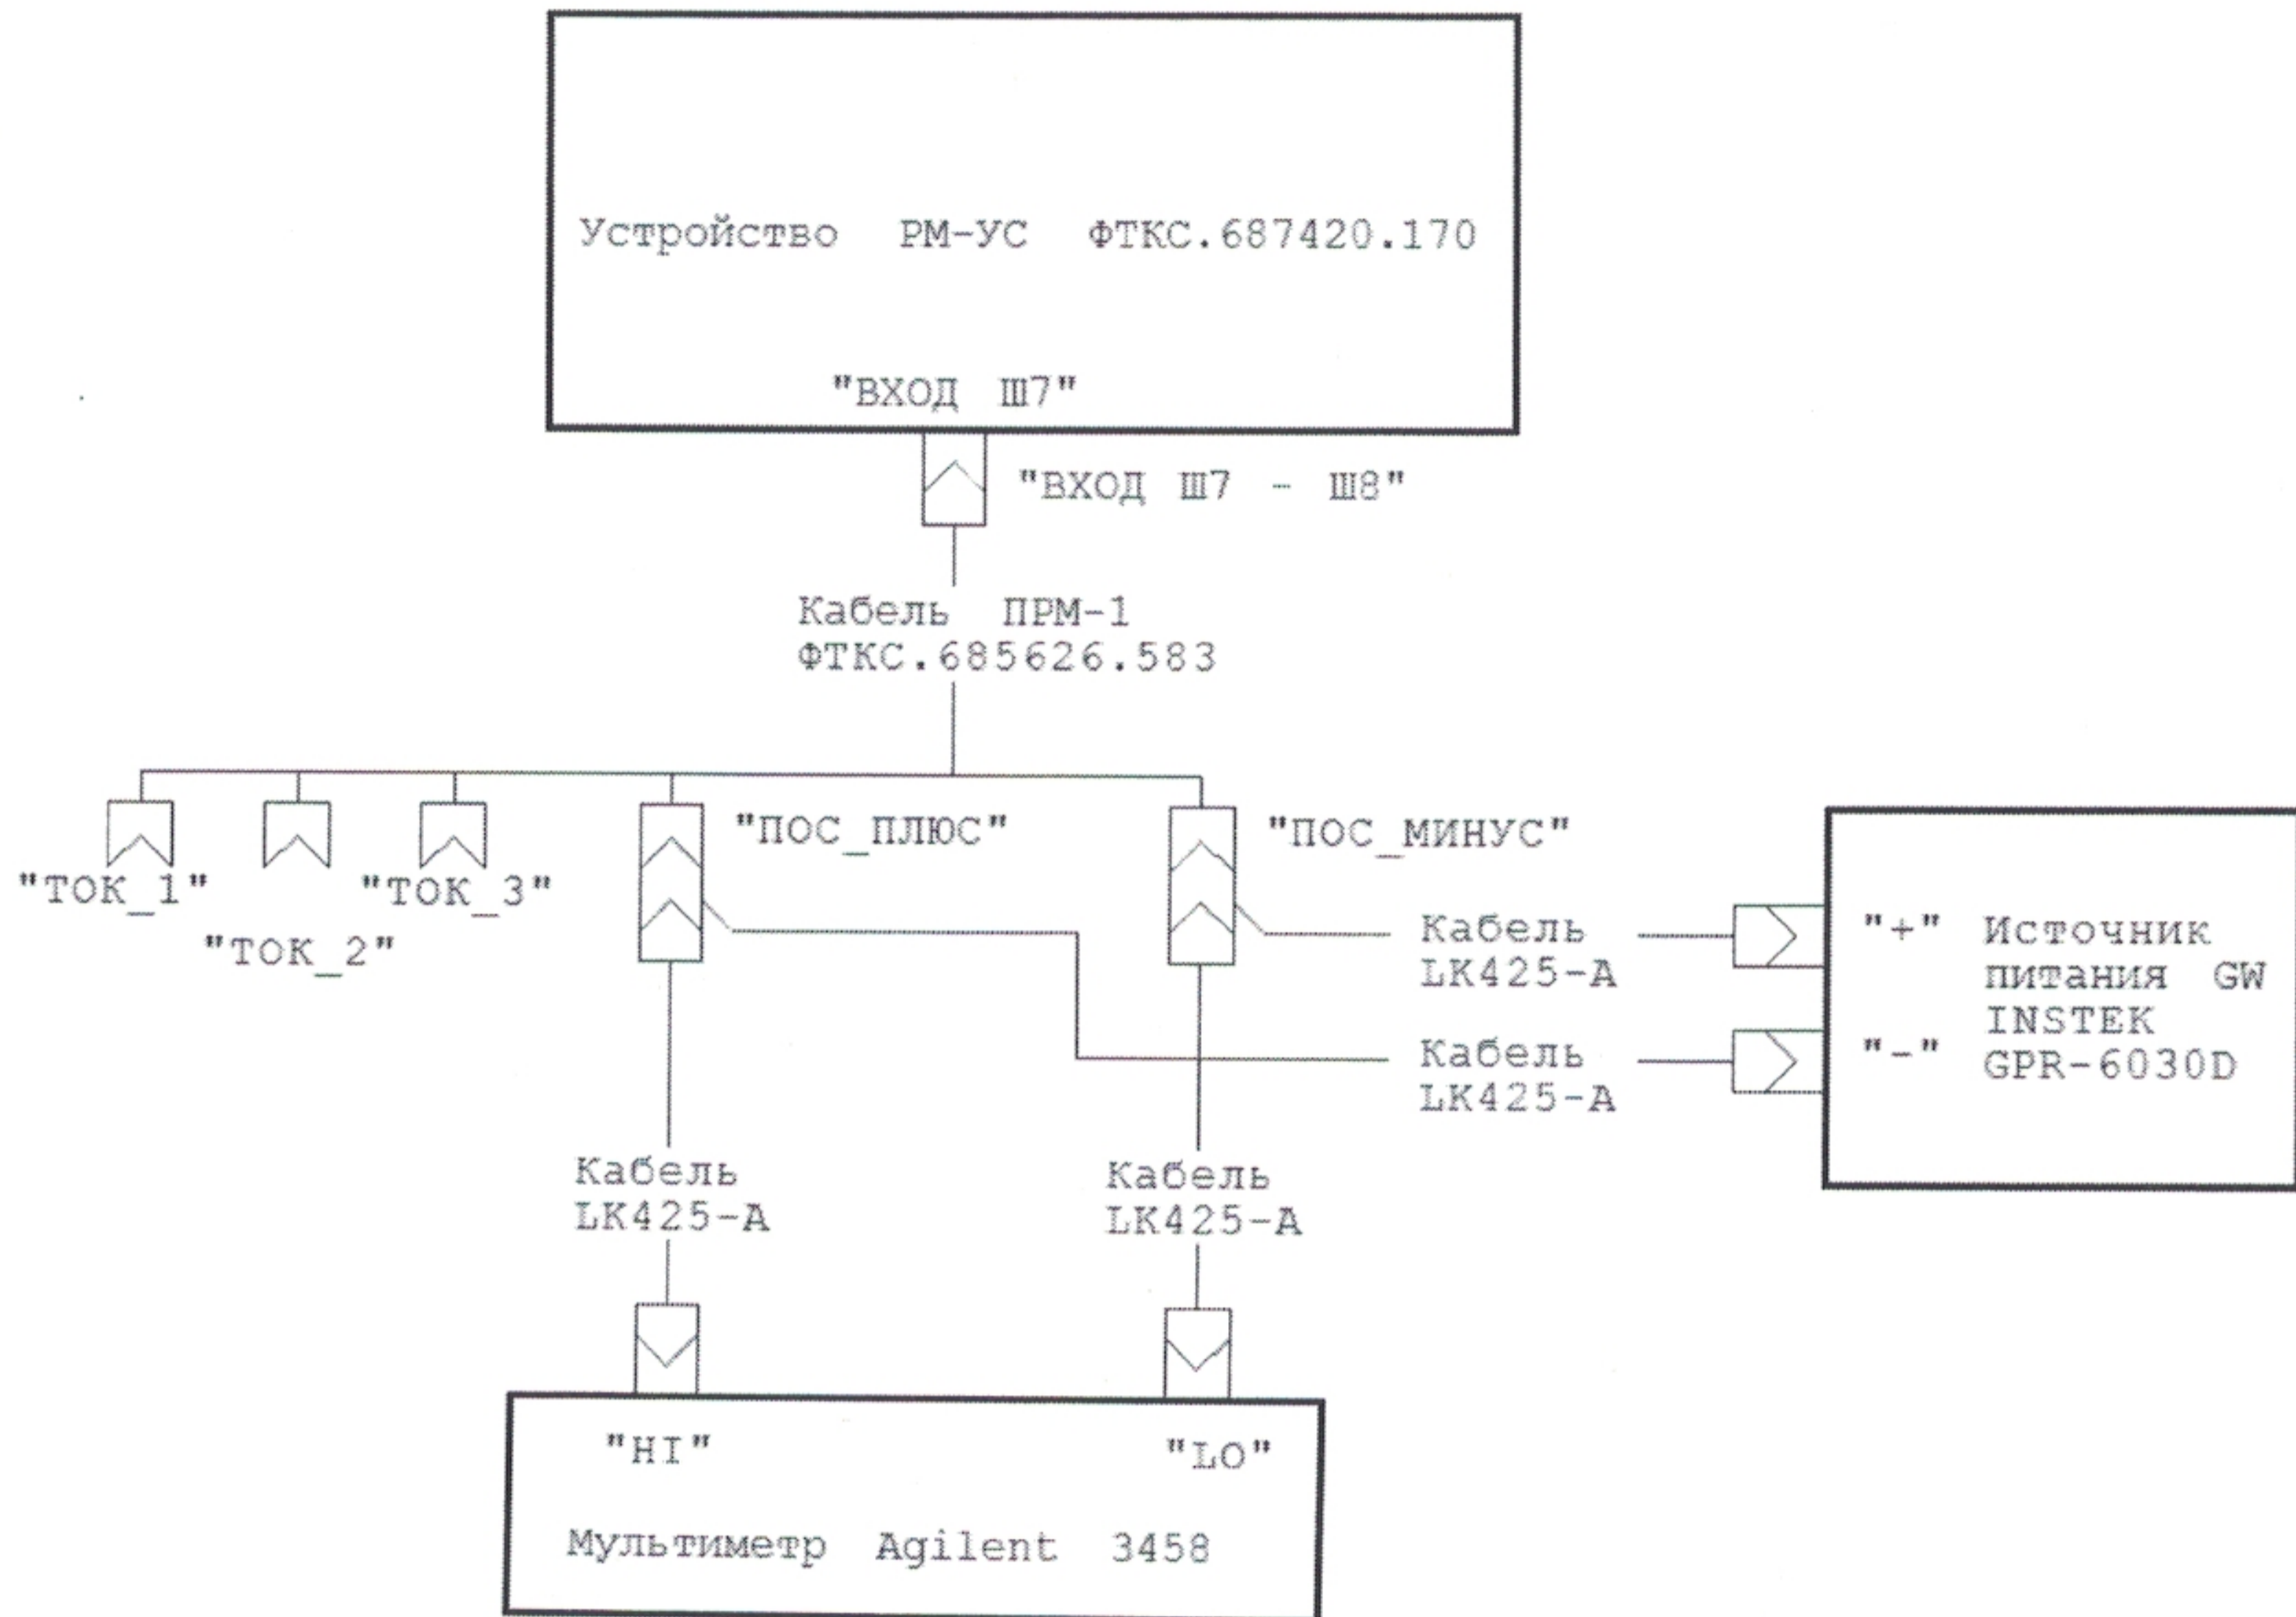 Устройство РМ-УС ФТКС.687420.170
"ВХОД Ш7"
"ВХОД Ш7 - Ш8"
Кабель ПРМ-1
ФТКС.685626.583
"ПОС_ПЛЮС"
"ПОС_МИНУС"
"ТОК_1"
"ТОК_3"
"ТОК_2"
Кабель
LK425-A
"+" Источник
питания GW
INSTEK
"-" GPR-6030D
Кабель
LK425-A
Кабель
LK425-A
Кабель
LK425-A
"HI"
"LO"
Мультиметр Agilent 3458